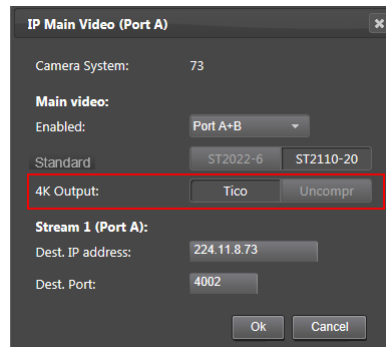 IP Main Video (Port A)
Camera System: 73
Main video:
Enabled: Port A+B
Standard ST2022-6 ST2110-20
4K Output: Tico Uncompr
Stream 1 (Port A):
Dest. IP address: 224.11.8.73
Dest. Port: 4002
Ok Cancel